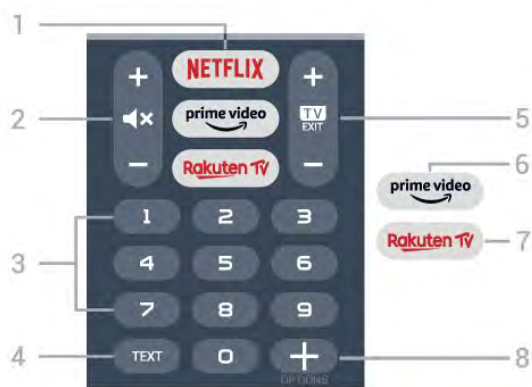 1
+ NETFLIX +
2 prime video TV EXIT 5
− Rakuten TV − 6
prime video
1 2 3
Rakuten TV 7
3 4 5 6
7 8 9
4 TEXT 0 + 8
OPTIONS